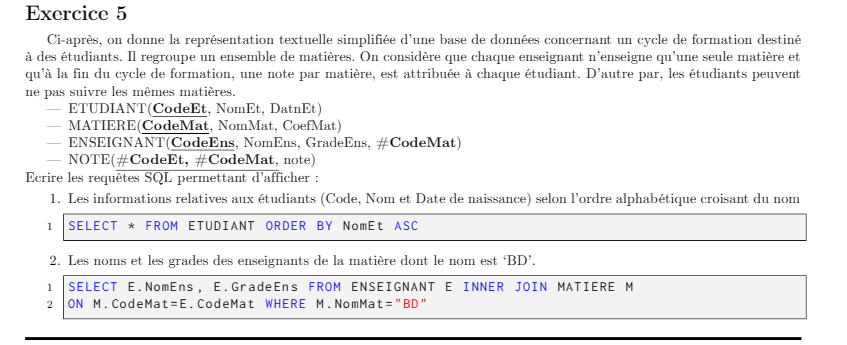 Exercice 5
Ci-après, on donne la représentation textuelle simplifiée d'une base de données concernant un cycle de formation destiné
à des étudiants. Il regroupe un ensemble de matières. On considère que chaque enseignant n'enseigne qu'une seule matière et
qu'à la fin du cycle de formation, une note par matière, est attribuée à chaque étudiant. D'autre par, les étudiants peuvent
ne pas suivre les mêmes matières.
— ETUDIANT(CodeEt, NomEt, DatnEt)
— MATIERE(CodeMat, NomMat, CoefMat)
— ENSEIGNANT(CodeEns, NomEns, GradeEns, #CodeMat)
— NOTE(#CodeEt, #CodeMat, note)
Ecrire les requêtes SQL permettant d'afficher :
1. Les informations relatives aux étudiants (Code, Nom et Date de naissance) selon l'ordre alphabétique croisant du nom
1 SELECT * FROM ETUDIANT ORDER BY NomEt ASC
2. Les noms et les grades des enseignants de la matière dont le nom est ‘BD’.
1 SELECT E.NomEns, E.GradeEns FROM ENSEIGNANT E INNER JOIN MATIERE M
2 ON M.CodeMat=E.CodeMat WHERE M.NomMat="BD"